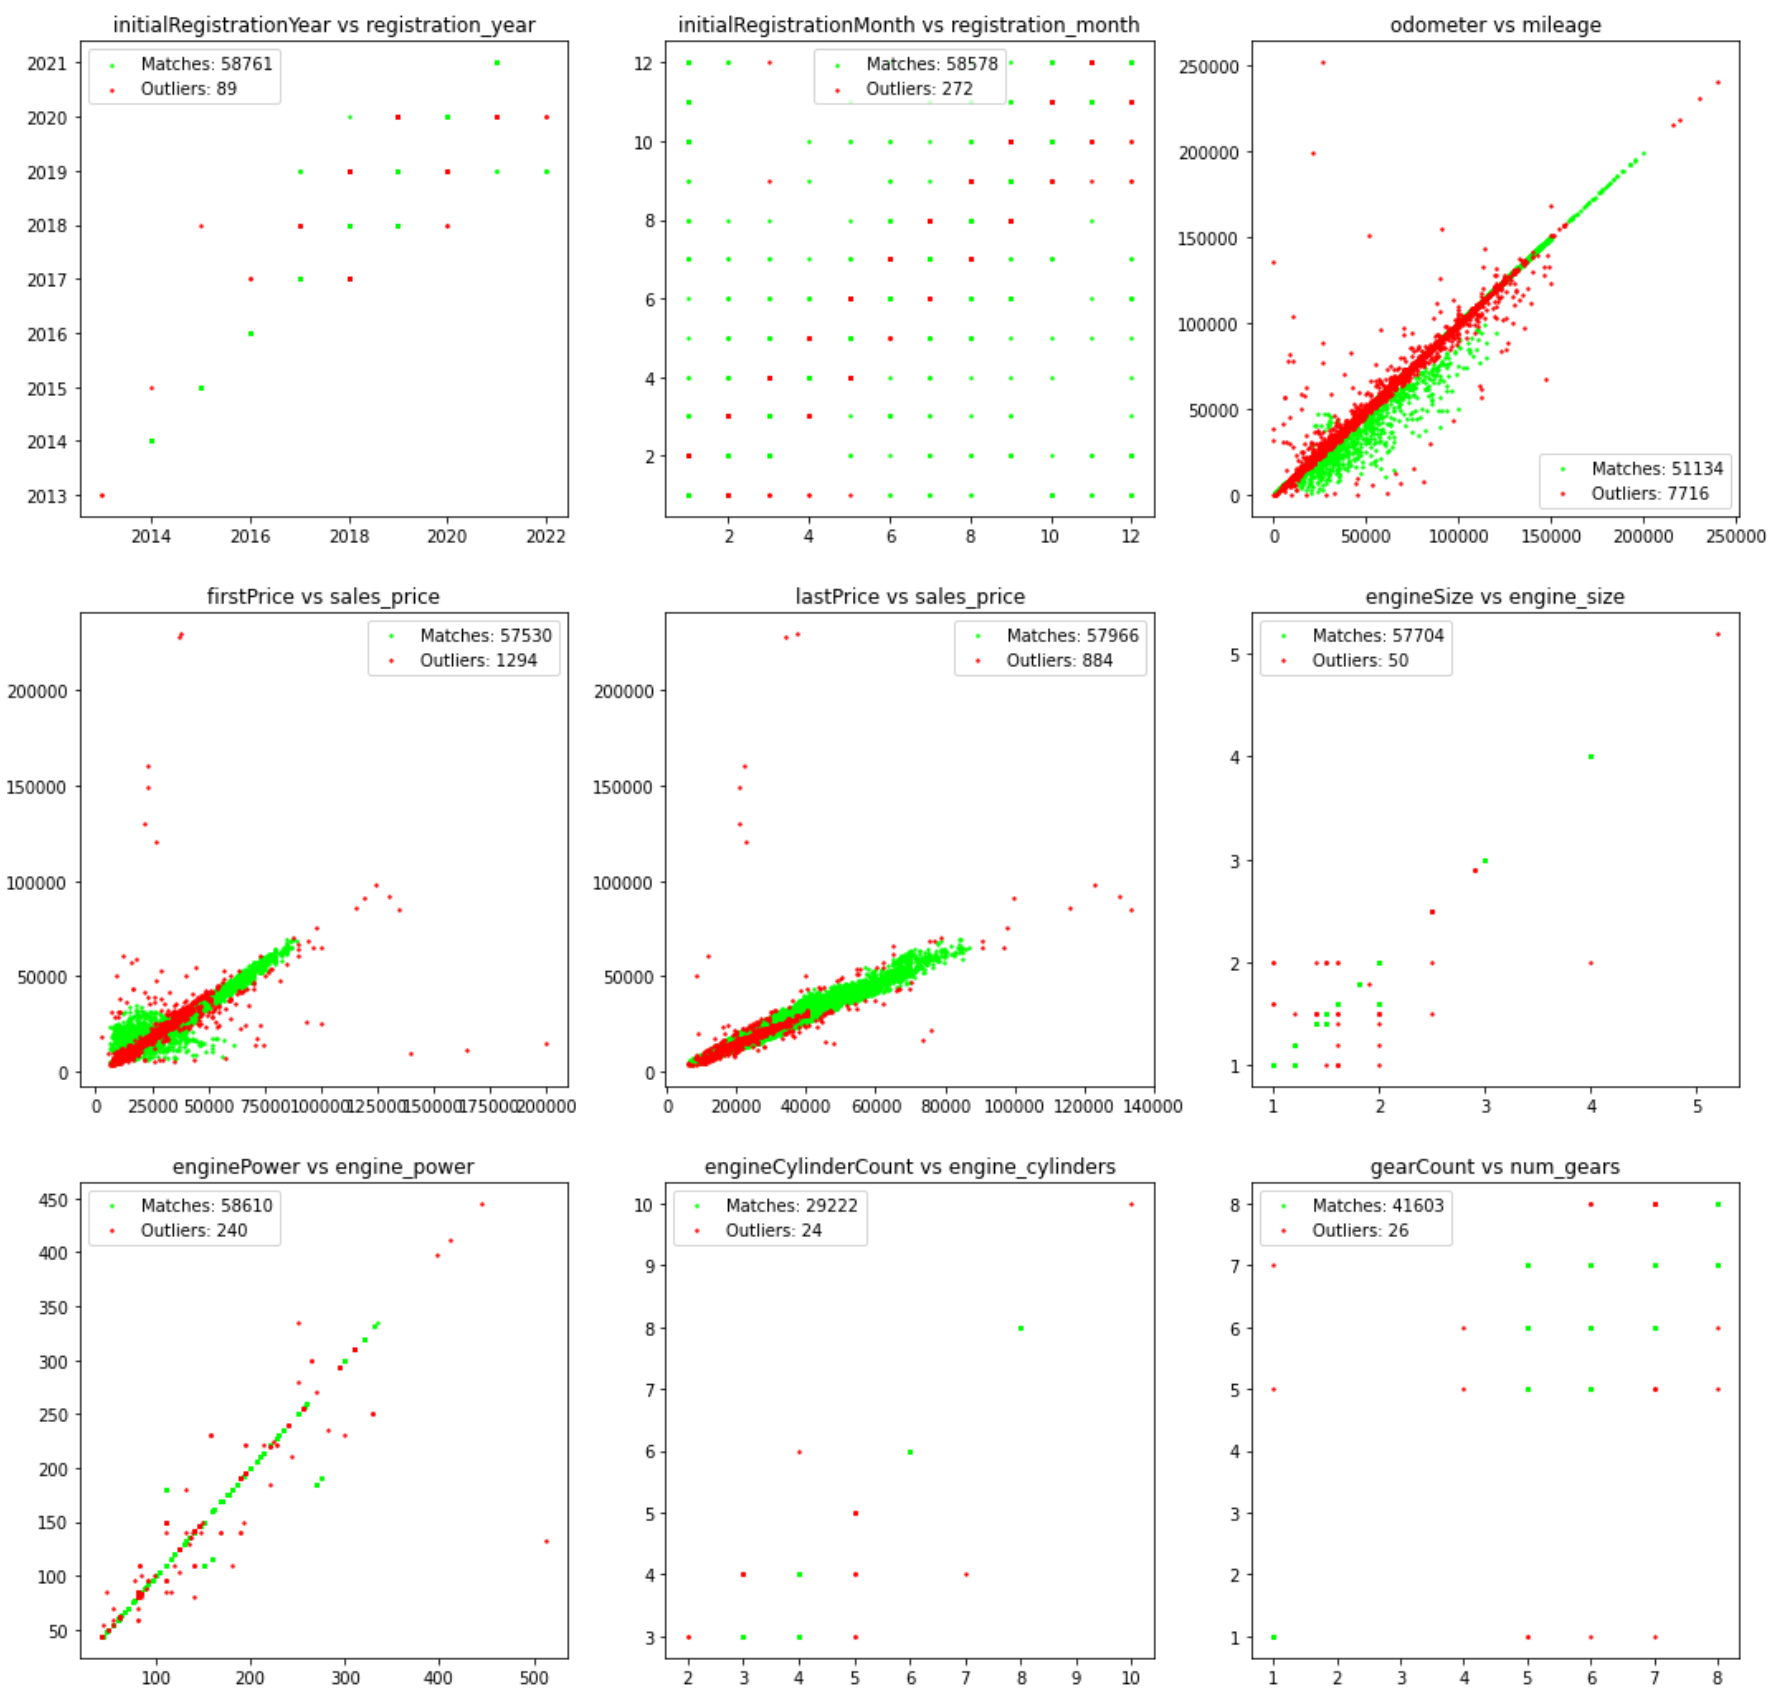 initialRegistrationYear vs registration_year
Matches: 58761
Outliers: 89
2021
2020
2019
2018
2017
2016
2015
2014
2013
2014 2016 2018 2020 2022
initialRegistrationMonth vs registration_month
Matches: 58578
Outliers: 272
12
10
8
6
4
2
2 4 6 8 10 12
odometer vs mileage
250000
200000
150000
100000
50000
0
Matches: 51134
Outliers: 7716
0 50000 100000 150000 200000 250000
firstPrice vs sales_price
Matches: 57530
Outliers: 1294
200000
150000
100000
50000
0
0 25000 50000 75000 100000 125000 150000 175000 200000
lastPrice vs sales_price
Matches: 57966
Outliers: 884
200000
150000
100000
50000
0
0 20000 40000 60000 80000 100000 120000 140000
engineSize vs engine_size
Matches: 57704
Outliers: 50
5
4
3
2
1
1 2 3 4 5
enginePower vs engine_power
Matches: 58610
Outliers: 240
450
400
350
300
250
200
150
100
50
100 200 300 400 500
engineCylinderCount vs engine_cylinders
Matches: 29222
Outliers: 24
10
9
8
7
6
5
4
3
2 3 4 5 6 7 8 9 10
gearCount vs num_gears
Matches: 41603
Outliers: 26
8
7
6
5
4
3
2
1
1 2 3 4 5 6 7 8